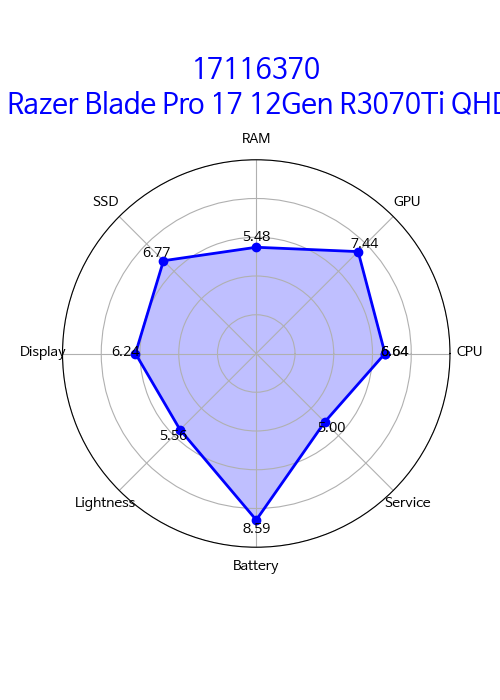 17116370
Razer Blade Pro 17 12Gen R3070Ti QHD
RAM
SSD
GPU
5.48
7.44
6.77
Display
6.24
6.64
CPU
5.56
5.00
Lightness
Service
8.59
Battery